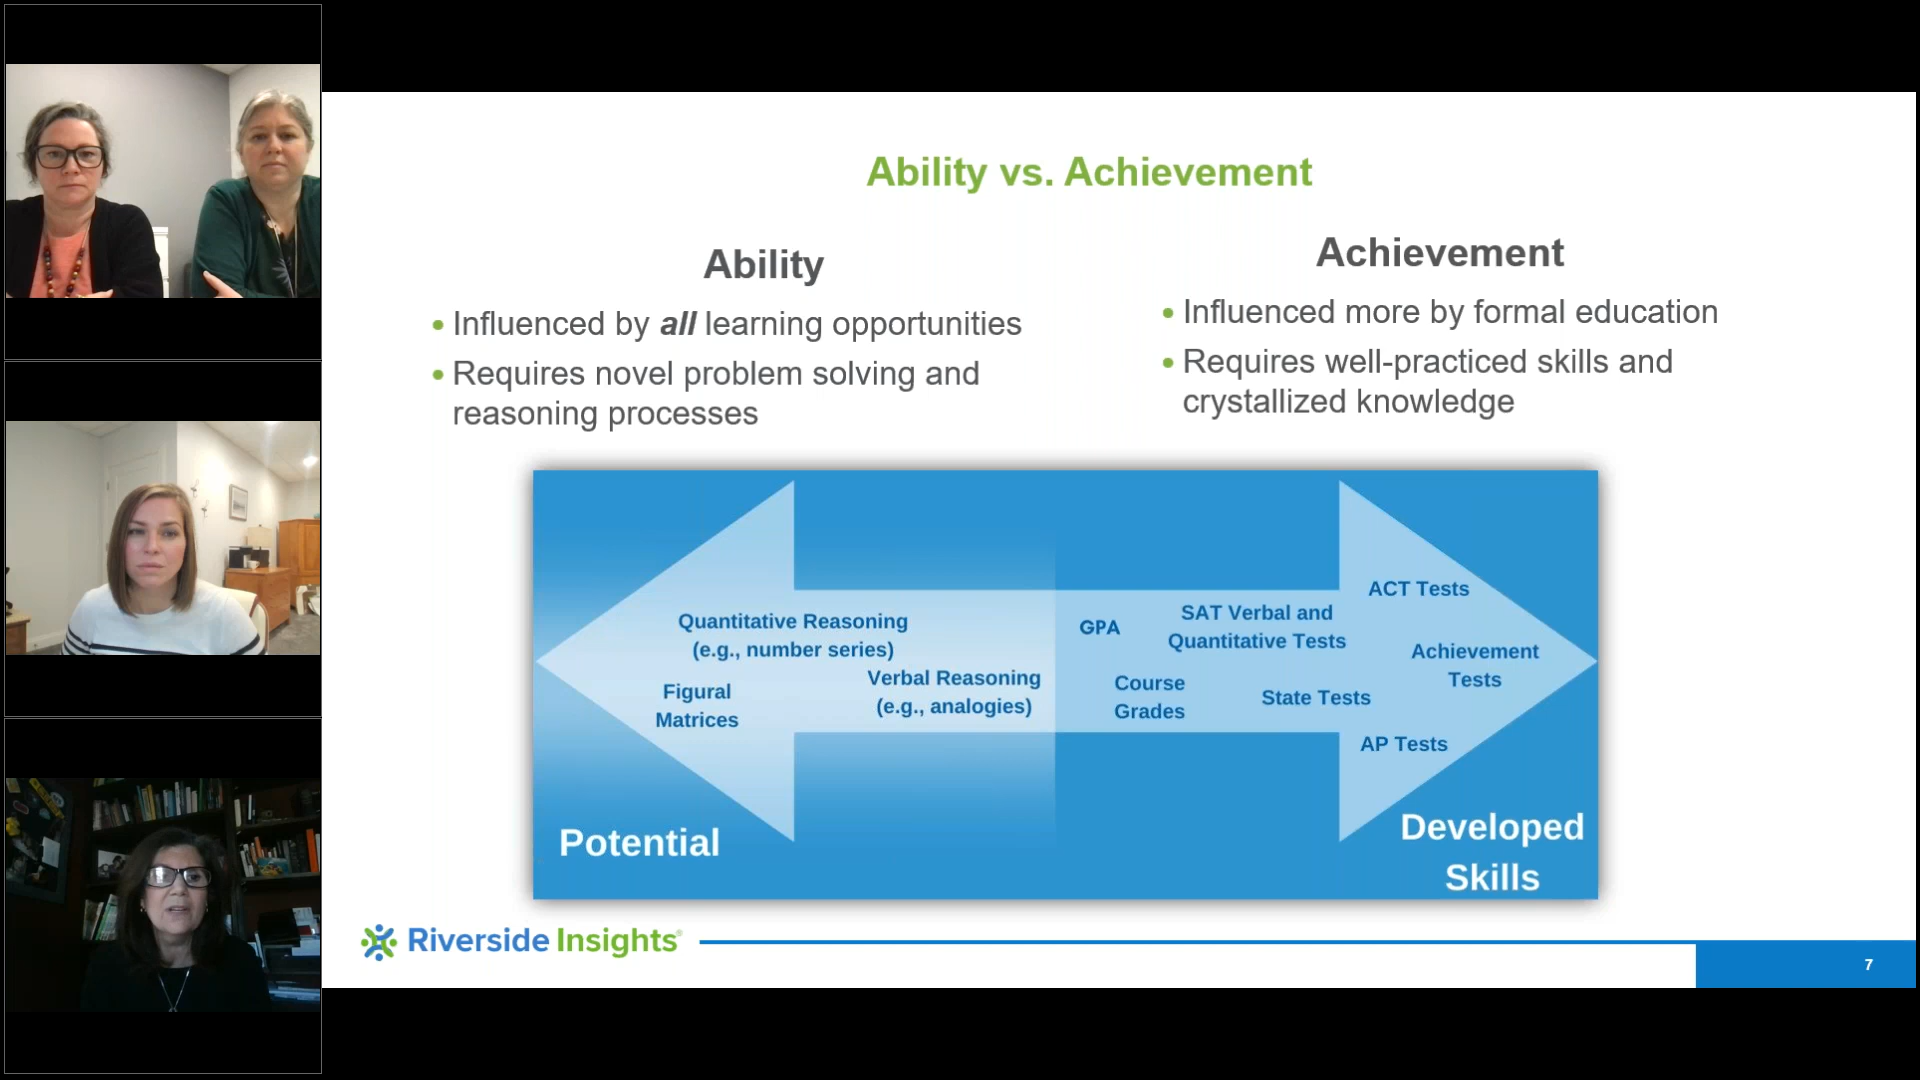 Ability vs. Achievement
Ability
• Influenced by all learning opportunities
• Requires novel problem solving and
reasoning processes
Achievement
• Influenced more by formal education
• Requires well-practiced skills and
crystallized knowledge
Quantitative Reasoning
(e.g., number series)
Figural
Matrices
Verbal Reasoning
(e.g., analogies)
GPA
Course
Grades
SAT Verbal and
Quantitative Tests
State Tests
ACT Tests
Achievement
Tests
AP Tests
Potential
Developed
Skills
Riverside Insights®
7